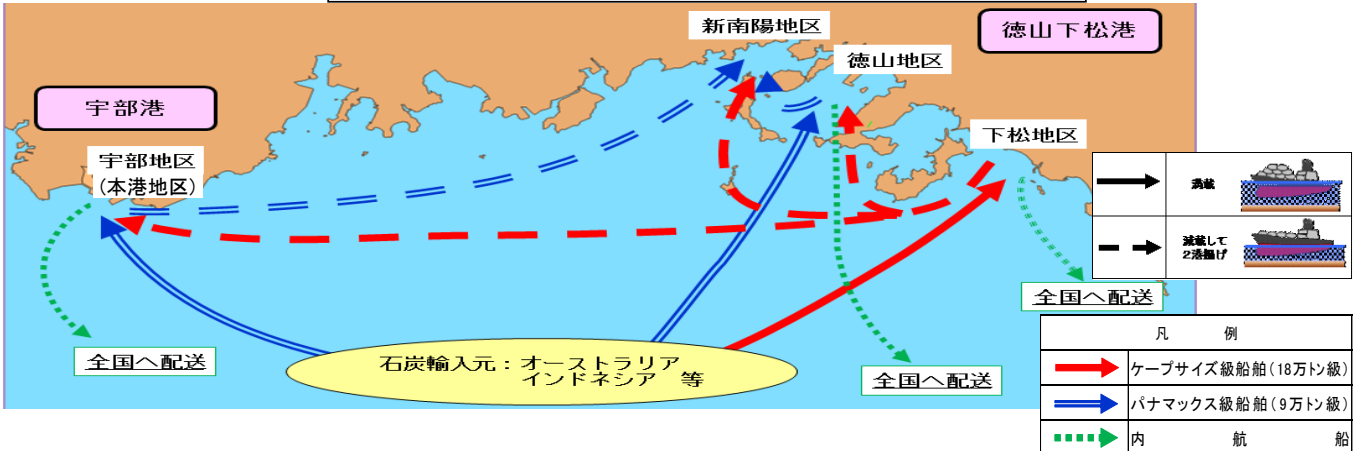 新南陽地区
徳山下松港
徳山地区
宇部港
下松地区
宇部地区
(本港地区)
満載
減載して
2港揚げ
全国へ配送
全国へ配送
石炭輸入元：オーストラリア
インドネシア 等
全国へ配送
凡 例
ケープサイズ級船舶(18万トン級)
パナマックス級船舶(9万トン級)
内 航 船